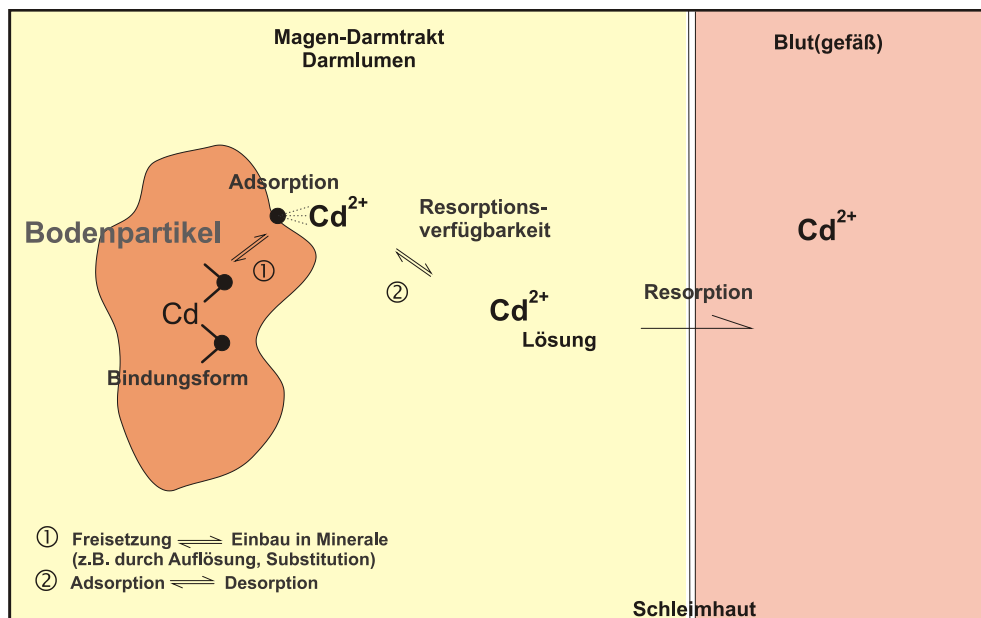 Magen-Darmtrakt
Darmlumen
Blut(gefäß)
Adsorption
Cd2+
Bodenpartikel
①
Cd
Bindungsform
Resorptions-
verfügbarkeit
②
Cd2+
Lösung
Resorption
Cd2+
① Freisetzung ⇌ Einbau in Minerale
(z.B. durch Auflösung, Substitution)
② Adsorption ⇌ Desorption
Schleimhaut